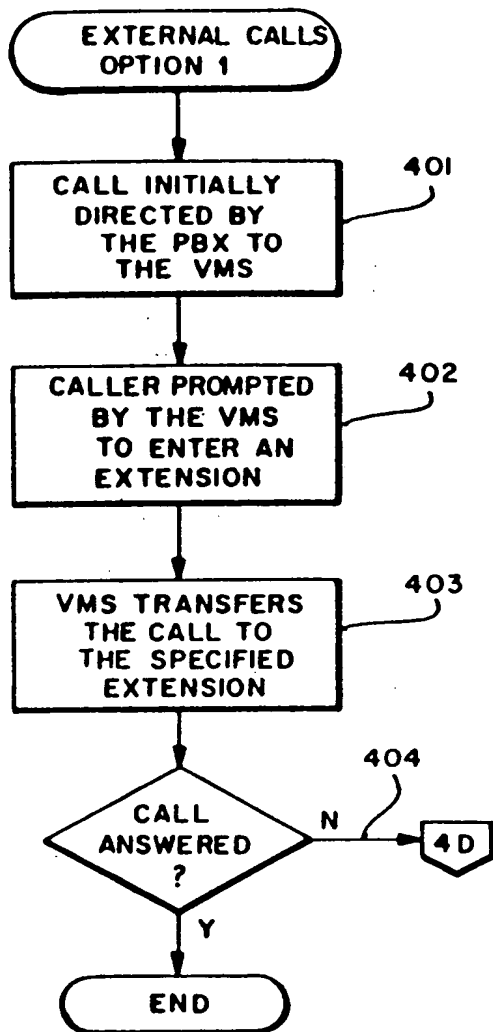 EXTERNAL CALLS
OPTION 1
CALL INITIALLY
DIRECTED BY
THE PBX TO
THE VMS
401
CALLER PROMPTED
BY THE VMS
TO ENTER AN
EXTENSION
402
VMS TRANSFERS
THE CALL TO
THE SPECIFIED
EXTENSION
403
CALL
ANSWERED
?
N
404
4D
Y
END